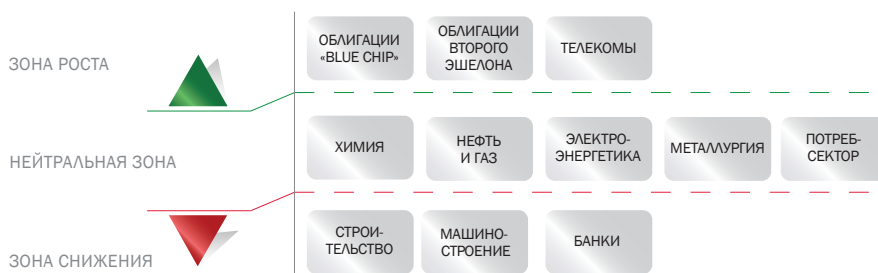 ЗОНА РОСТА
ОБЛИГАЦИИ
«BLUE CHIP»
ОБЛИГАЦИИ
ВТОРОГО
ЭШЕЛОНА
ТЕЛЕКОМЫ
НЕЙТРАЛЬНАЯ ЗОНА
ХИМИЯ
НЕФТЬ
И ГАЗ
ЭЛЕКТРО-
ЭНЕРГЕТИКА
МЕТАЛЛУРГИЯ
ПОТРЕБ-
СЕКТОР
ЗОНА СНИЖЕНИЯ
СТРОИ-
ТЕЛЬСТВО
МАШИНО-
СТРОЕНИЕ
БАНКИ